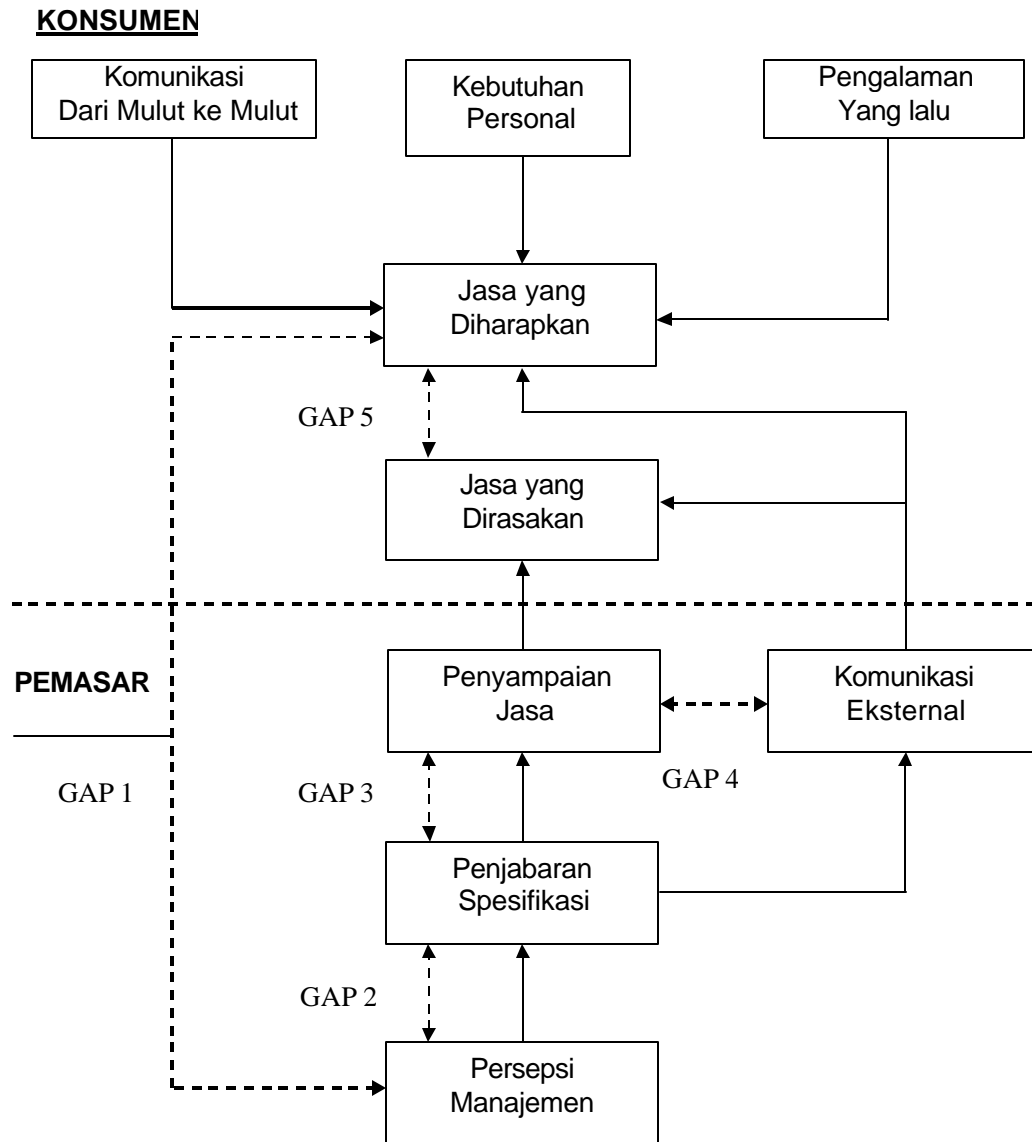 KONSUMEN
Komunikasi
Dari Mulut ke Mulut
Kebutuhan
Personal
Pengalaman
Yang lalu
Jasa yang
Diharapkan
GAP 5
Jasa yang
Dirasakan
PEMASAR
Penyampaian
Jasa
Komunikasi
Eksternal
GAP 1
GAP 3
GAP 4
Penjabaran
Spesifikasi
GAP 2
Persepsi
Manajemen